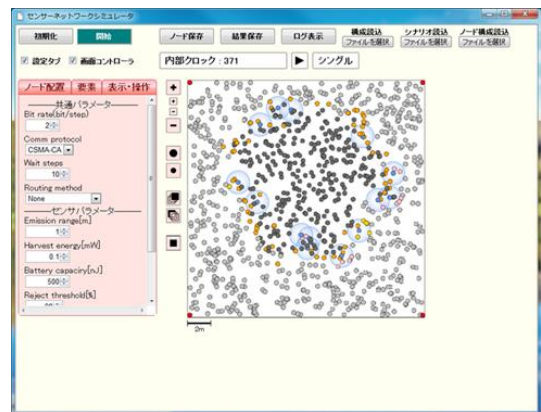 センサーネットワークシミュレータ
初期化 開始 ノード保存 結果保存 ログ表示 構成読込 シナリオ読込 ノード構成読込
ファイルを選択 ファイルを選択 ファイルを選択
設定タブ 画面コントローラ 内部クロック : 371 シングル
ノード配置 要素 表示・操作
共通パラメータ
Bit rate(bit/step)
2
Comm protocol
CSMA-CA
Wait steps
10
Routing method
None
センサパラメータ
Emission range[m]
1
Harvest energy[mW]
0.1
Battery capaciry[nJ]
500
Reject threshold[%]
2m